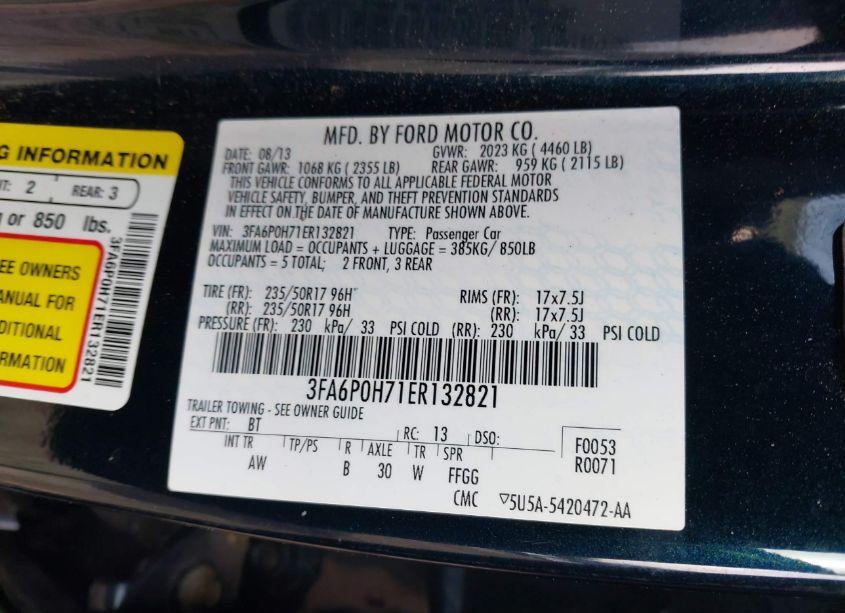 G INFORMATION
NT: 2 REAR: 3
or 850 lbs.
EE OWNERS
ANUAL FOR
DITIONAL
FORMATION
3FA6P0H71ER132821
MFD. BY FORD MOTOR CO.
DATE: 08/13 GVWR: 2023 KG ( 4460 LB)
FRONT GAWR: 1068 KG ( 2355 LB) REAR GAWR: 959 KG ( 2115 LB)
THIS VEHICLE CONFORMS TO ALL APPLICABLE FEDERAL MOTOR
VEHICLE SAFETY, BUMPER, AND THEFT PREVENTION STANDARDS
IN EFFECT ON THE DATE OF MANUFACTURE SHOWN ABOVE.
VIN: 3FA6P0H71ER132821 TYPE: Passenger Car
MAXIMUM LOAD = OCCUPANTS + LUGGAGE = 385KG/ 850LB
OCCUPANTS = 5 TOTAL; 2 FRONT, 3 REAR
TIRE (FR): 235/50R17 96H RIMS (FR): 17x7.5J
(RR): 235/50R17 96H (RR): 17x7.5J
PRESSURE (FR): 230 kPa/ 33 PSI COLD (RR): 230 kPa/ 33 PSI COLD
3FA6P0H71ER132821
TRAILER TOWING - SEE OWNER GUIDE
EXT PNT: BT RC: 13 DSO: F0053
INT TR TP/PS R AXLE TR SPR R0071
AW B 30 W FFGG
CMC ▽5U5A-5420472-AA